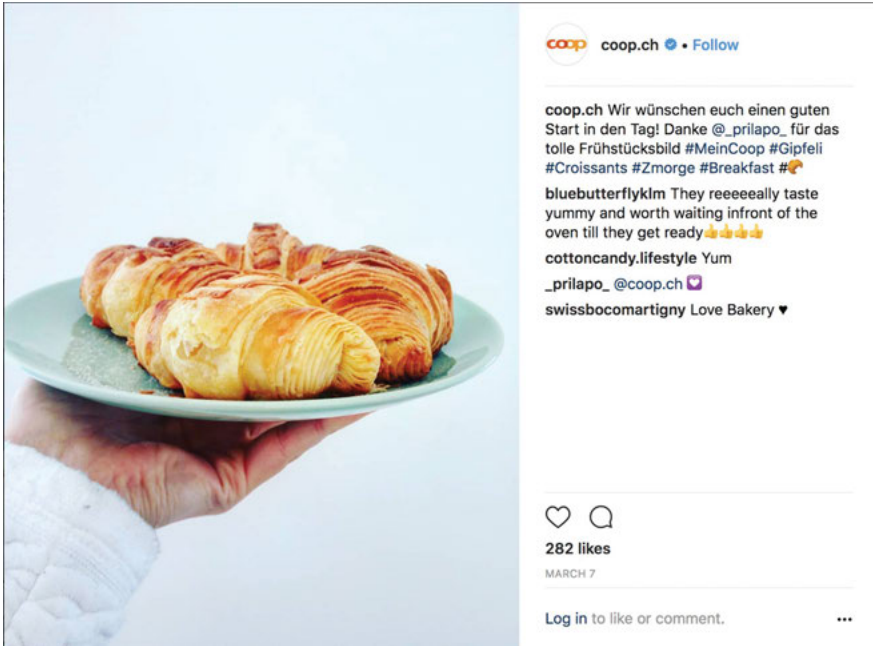 coop
coop.ch • Follow
coop.ch Wir wünschen euch einen guten
Start in den Tag! Danke @_prilapo_ für das
tolle Frühstücksbild #MeinCoop #Gipfeli
#Croissants #Zmorge #Breakfast #🥐
bluebutterflyklm They reeeeeally taste
yummy and worth waiting infront of the
oven till they get ready👍👍👍👍
cottoncandy.lifestyle Yum
_prilapo_ @coop.ch 💟
swissbocomartigny Love Bakery ♥
282 likes
MARCH 7
Log in to like or comment.